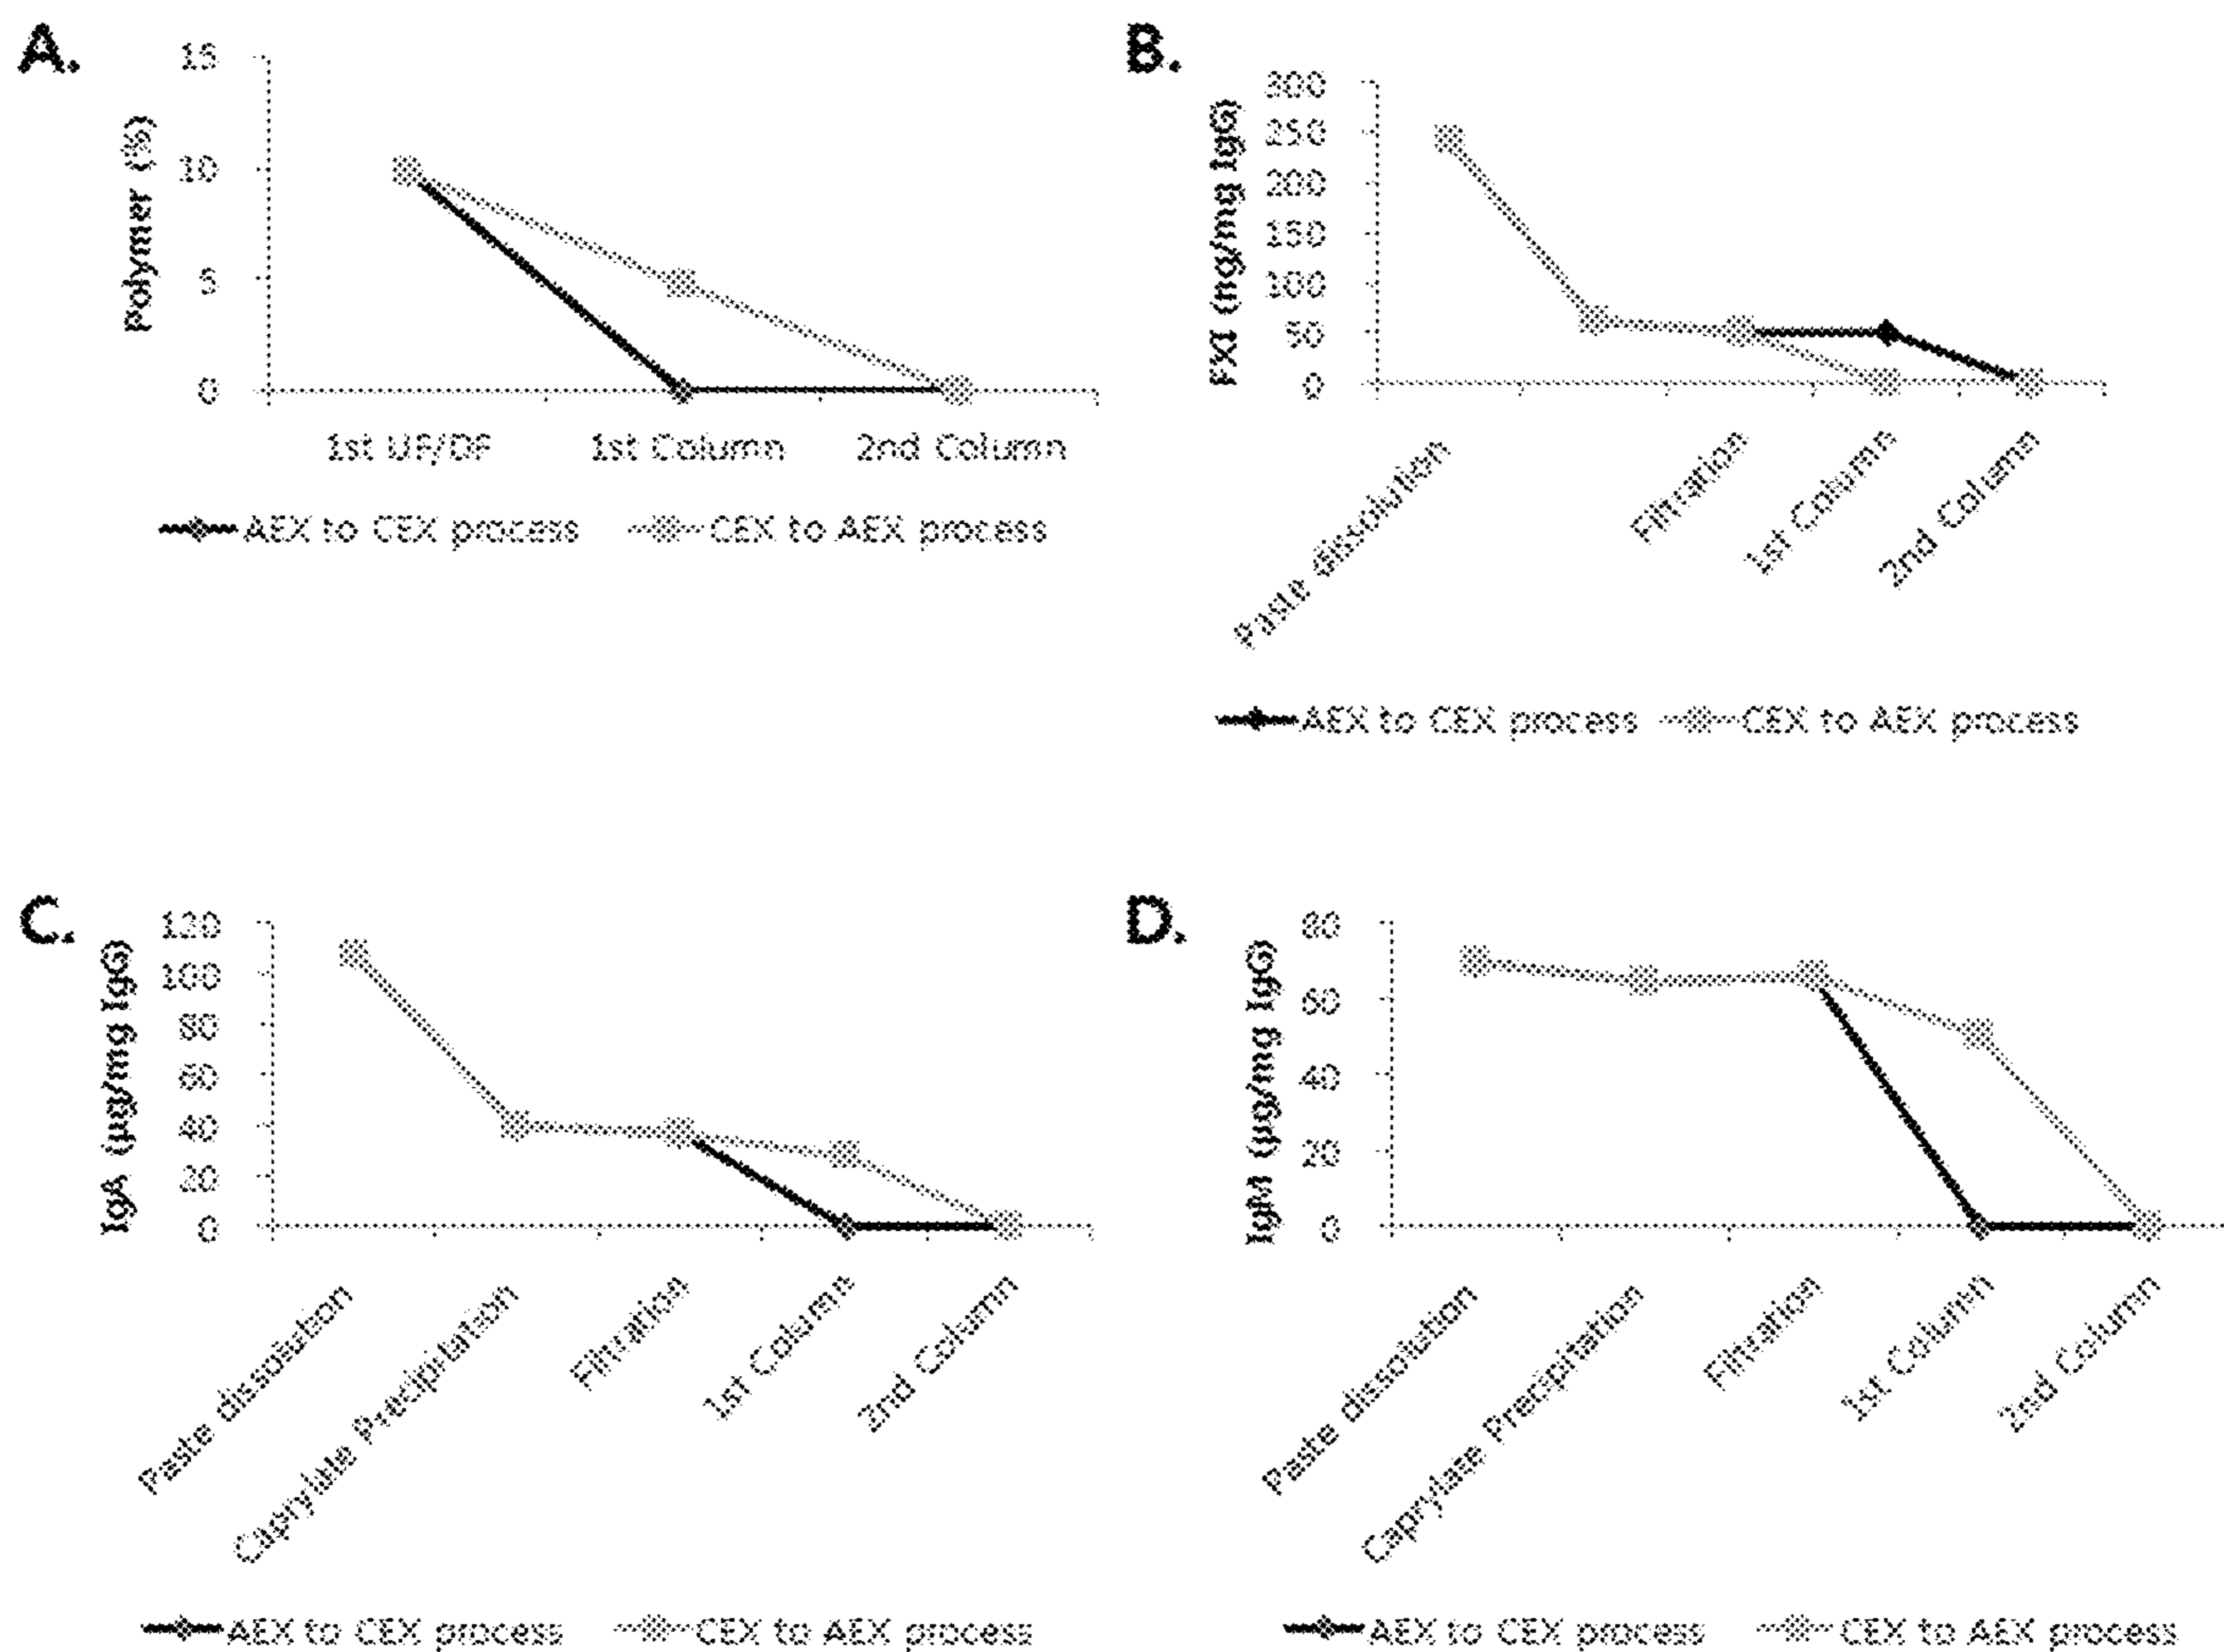 A.
Polymer (%)
15
10
5
0
1st UF/DF 1st Column 2nd Column
AEX to CEX process CEX to AEX process
B.
FXI (ng/mg IgG)
300
250
200
150
100
50
0
Paste dissolution
Filtration
1st Column
2nd Column
AEX to CEX process CEX to AEX process
C.
IgA (µg/mg IgG)
120
100
80
60
40
20
0
Paste dissolution
Caprylate Precipitation
Filtration
1st Column
2nd Column
AEX to CEX process CEX to AEX process
D.
IgM (µg/mg IgG)
80
60
40
20
0
Paste dissolution
Caprylate Precipitation
Filtration
1st Column
2nd Column
AEX to CEX process CEX to AEX process